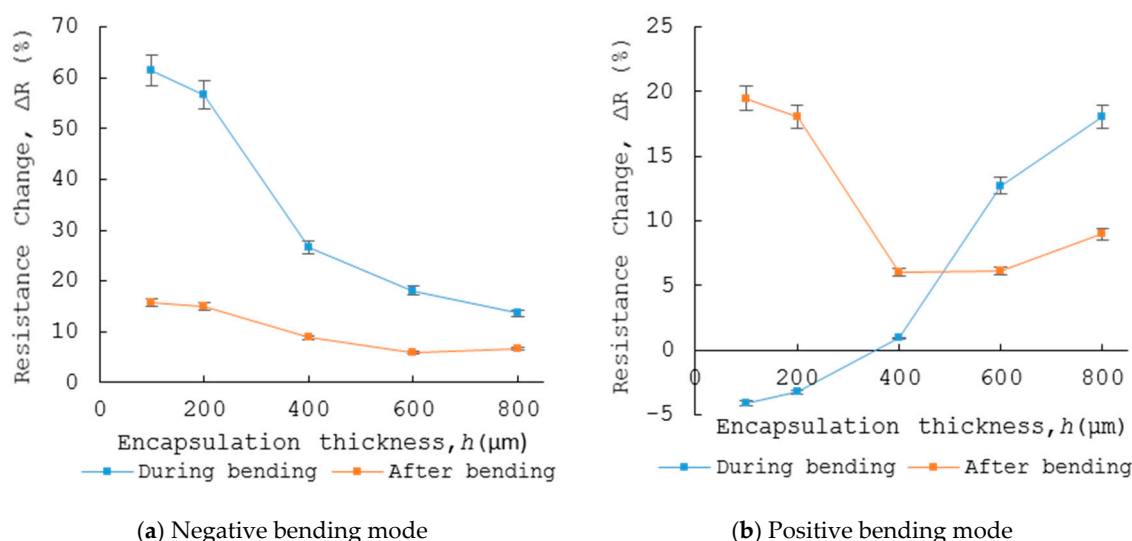 Resistance Change, ΔR (%)
70
60
50
40
30
20
10
0
0 200 400 600 800
Encapsulation thickness, h(μm)
During bending After bending
(a) Negative bending mode
Resistance Change, ΔR (%)
25
20
15
10
5
0
−5
0 200 400 600 800
Encapsulation thickness, h(μm)
During bending After bending
(b) Positive bending mode